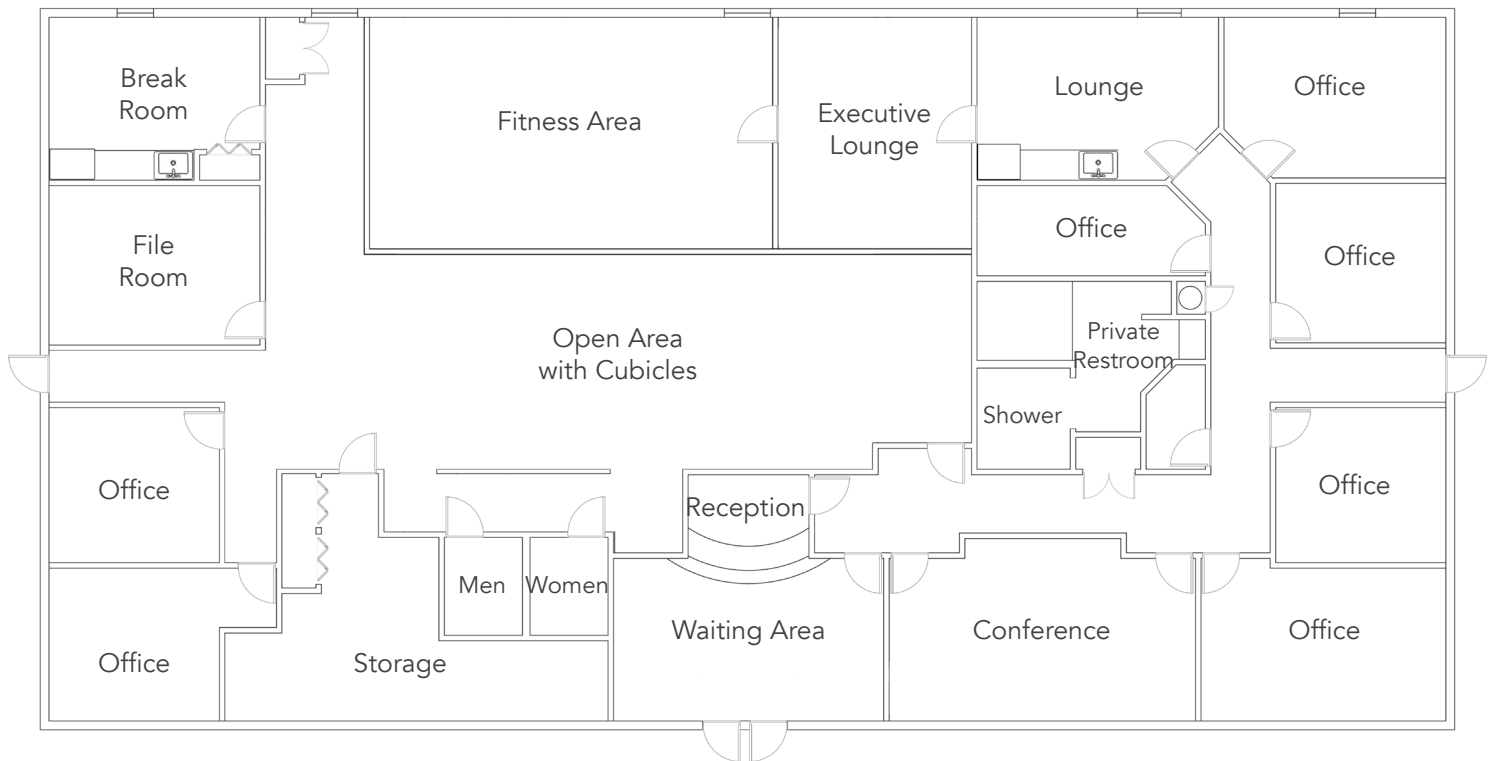 Break
Room
Fitness Area
Executive
Lounge
Lounge
Office
File
Room
Office
Office
Open Area
with Cubicles
Private
Restroom
Shower
Office
Reception
Office
Men
Women
Waiting Area
Conference
Office
Office
Storage